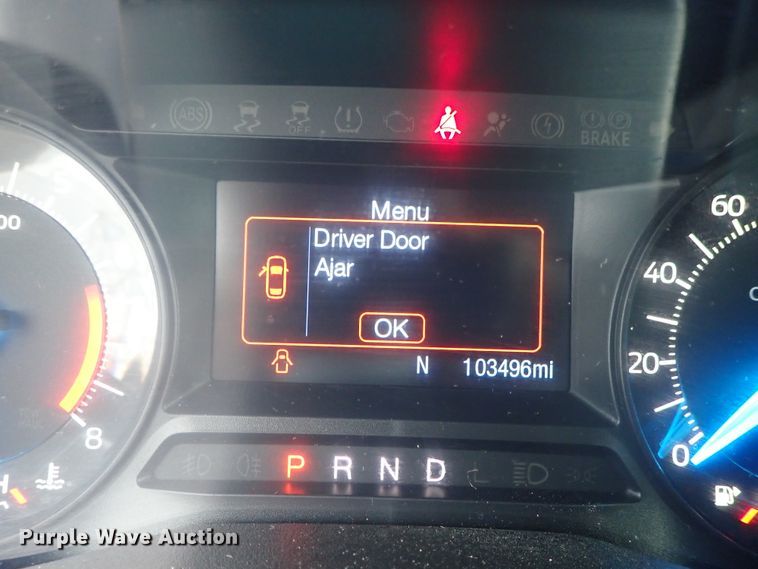 ABS
OFF
BRAKE
Menu
Driver Door
Ajar
OK
N 103496mi
8
60
40
20
0
P R N D
H
Purple Wave Auction